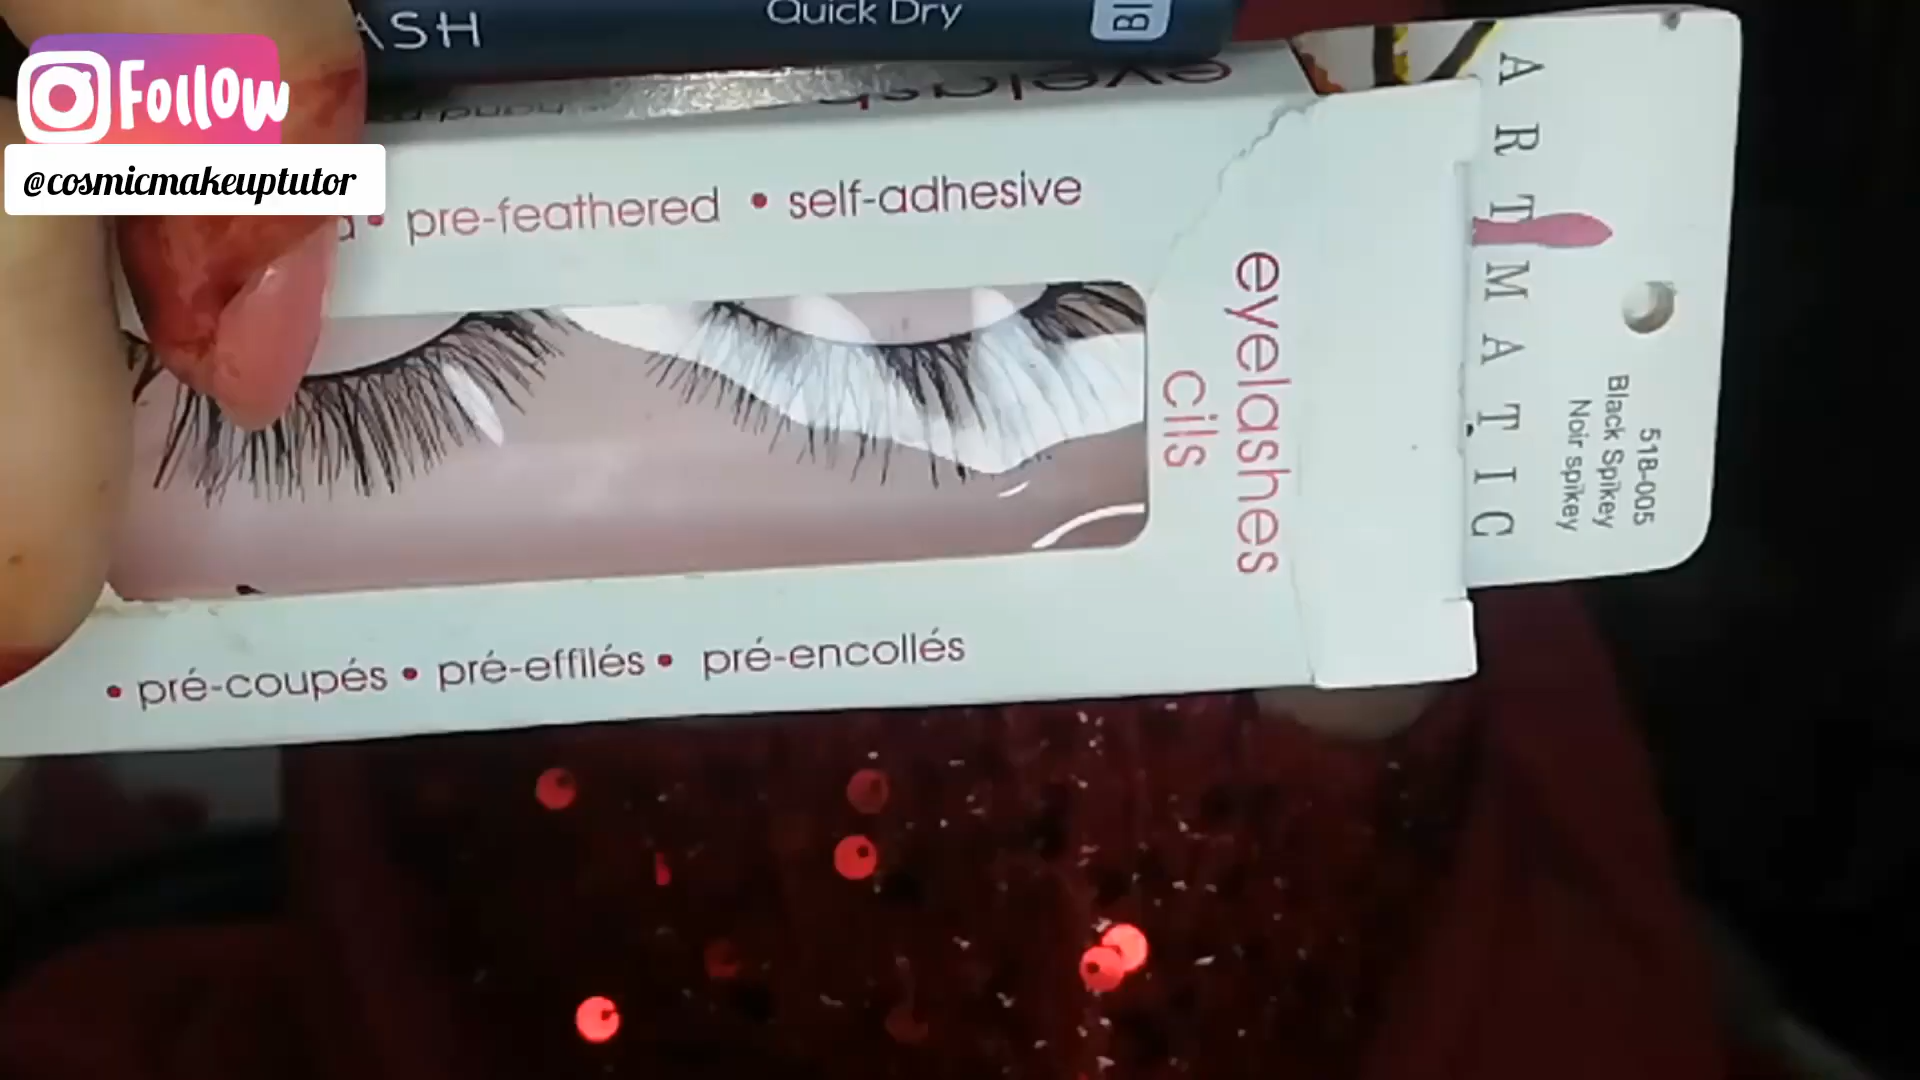 ASH
Quick Dry
Follow
@cosmicmakeuptutor
eyelash
• pre-feathered • self-adhesive
eyelashes
cils
• pré-coupés • pré-effilés • pré-encollés
ARTMATIC
518-005
Black Spikey
Noir spikey